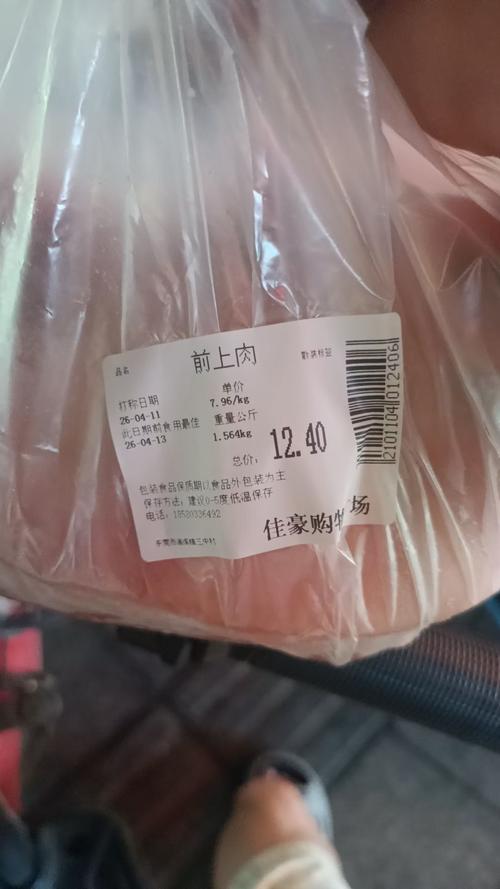 品名 前上肉 散装标签
打称日期 单价
26-04-11 7.96/kg
此日期前食用最佳 重量公斤
26-04-13 1.564kg
总价: 12.40
包装食品保质期以食品外包装为主
保存方法: 建议0-5度低温保存
电话: 18580336492
佳豪购物场
2101104012406